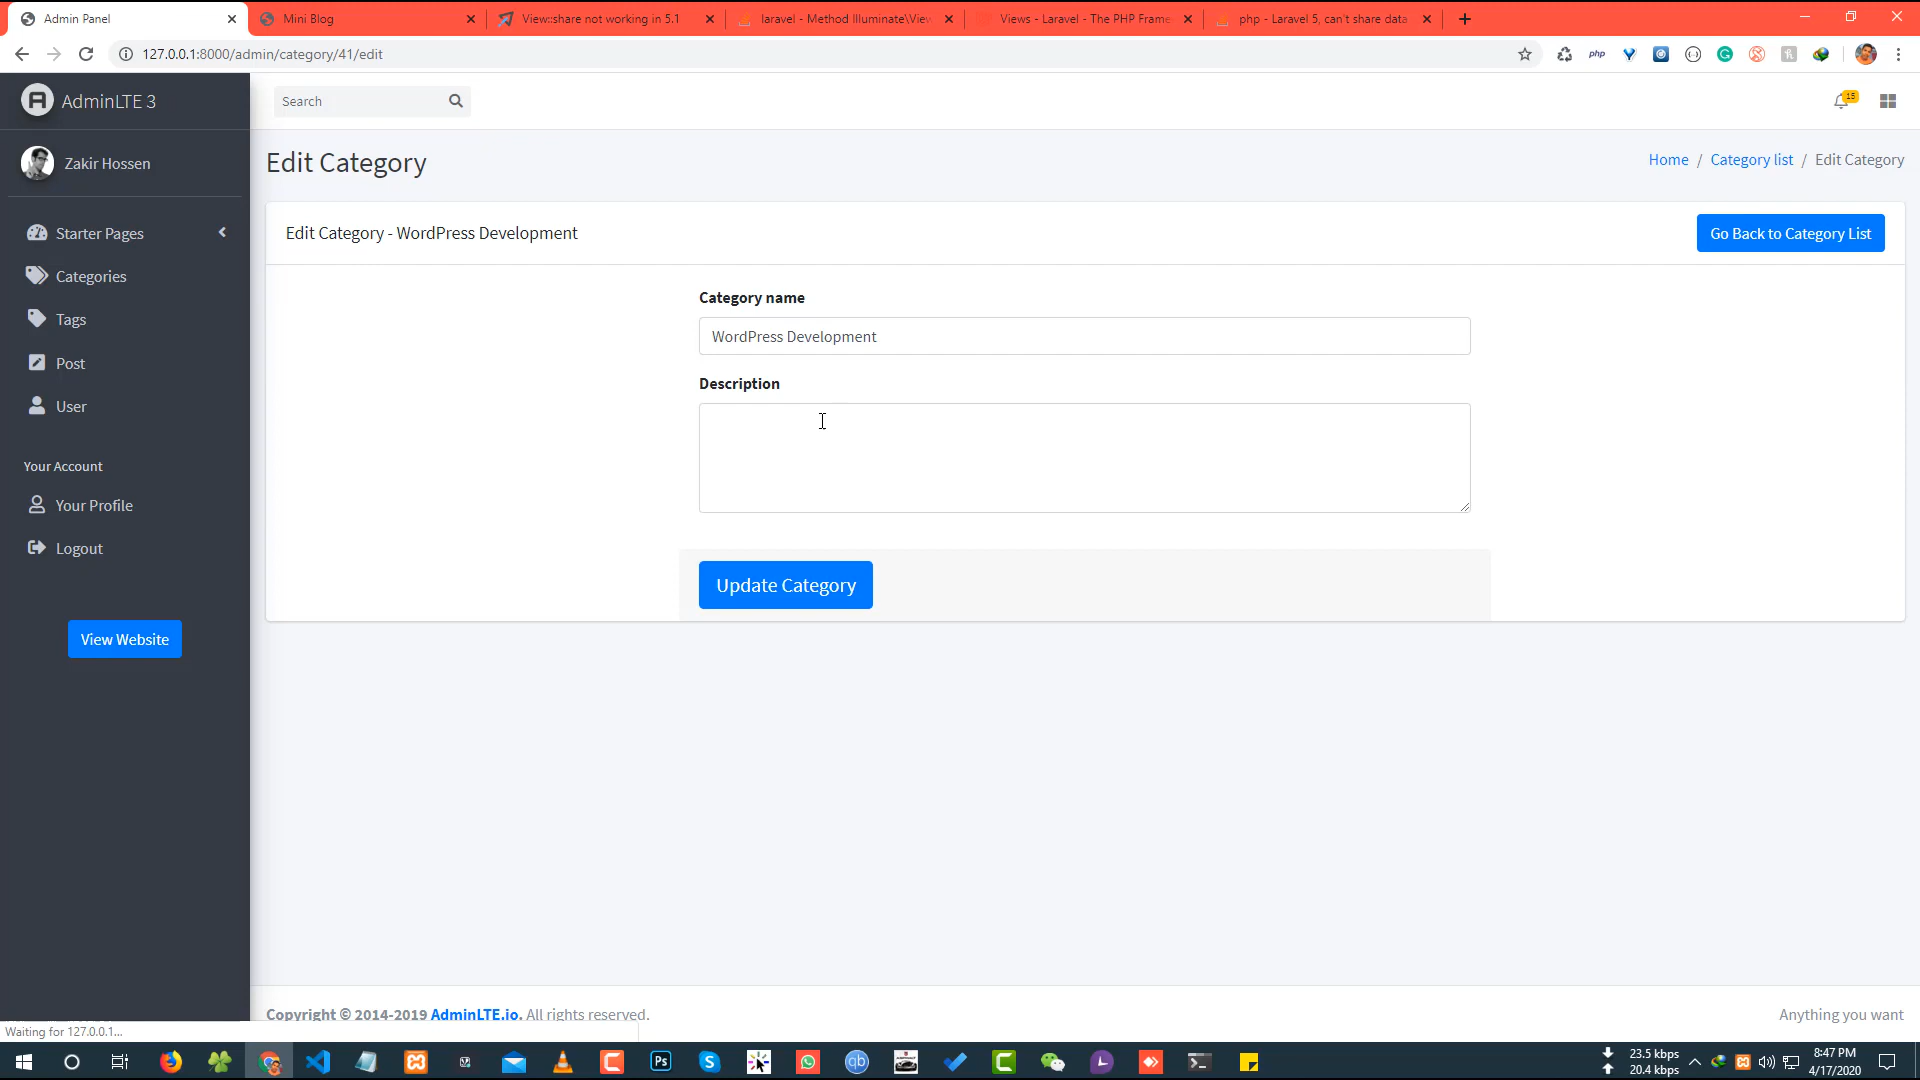 Admin Panel
Mini Blog
View::share not working in 5.1
laravel - Method Illuminate\View
Views - Laravel - The PHP Frame
php - Laravel 5, can't share data
127.0.0.1:8000/admin/category/41/edit
php
AdminLTE 3
Search
15
Zakir Hossen
Edit Category
Home / Category list / Edit Category
Starter Pages
Edit Category - WordPress Development
Go Back to Category List
Categories
Category name
Tags
WordPress Development
Post
Description
User
Your Account
Your Profile
Logout
Update Category
View Website
Copyright © 2014-2019 AdminLTE.io. All rights reserved.
Anything you want
Waiting for 127.0.0.1...
Ps
qb
23.5 kbps
20.4 kbps
8:47 PM
4/17/2020